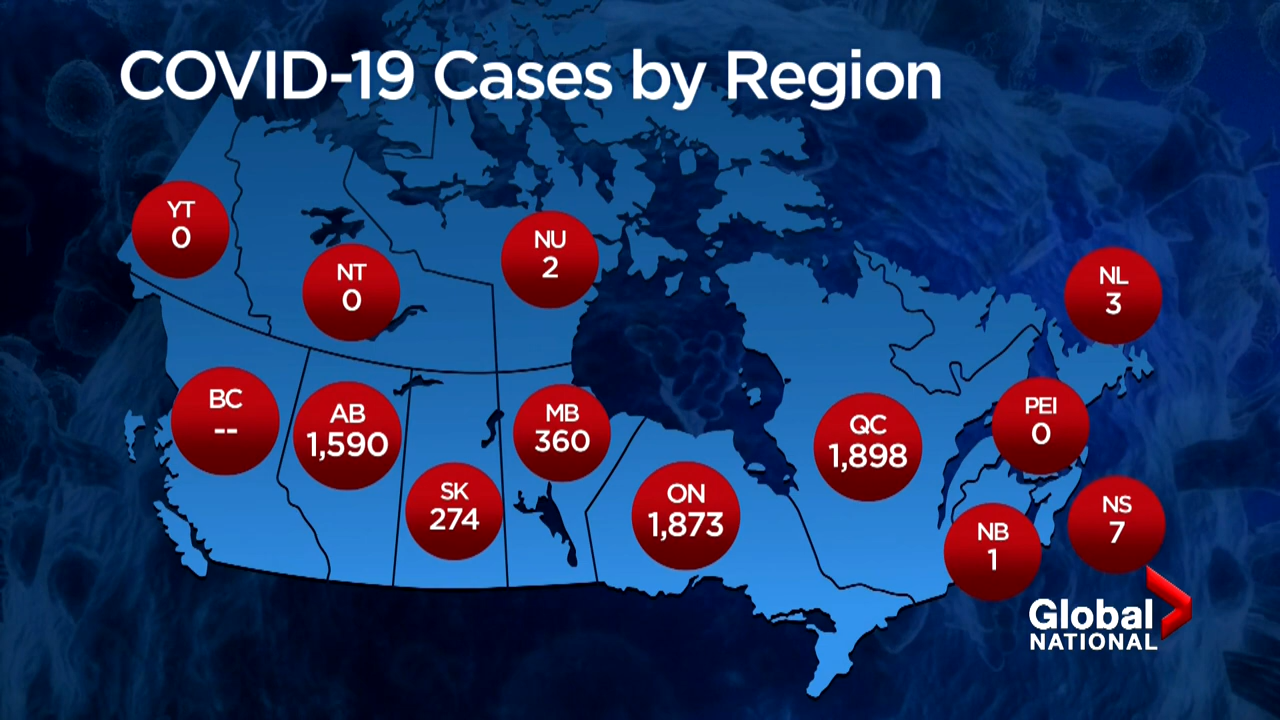 COVID-19 Cases by Region
YT
0
NT
0
NU
2
NL
3
BC
--
AB
1,590
SK
274
MB
360
ON
1,873
QC
1,898
PEI
0
NB
1
NS
7
Global
NATIONAL